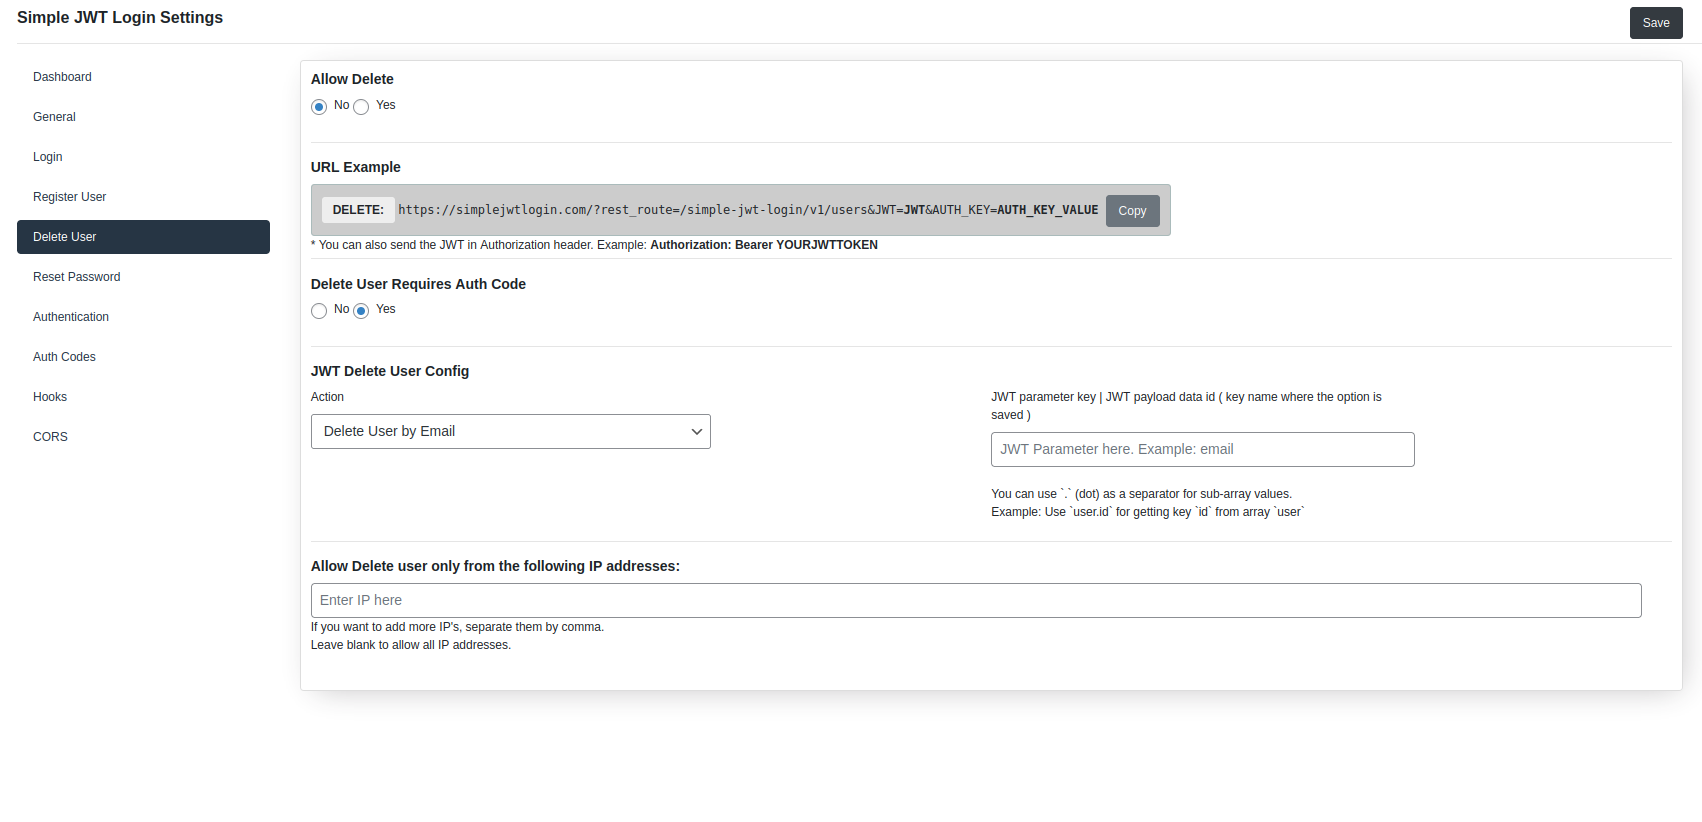 Simple JWT Login Settings
Save
Dashboard
General
Login
Register User
Delete User
Reset Password
Authentication
Auth Codes
Hooks
CORS
Allow Delete
No Yes
URL Example
DELETE: https://simplejwtlogin.com/?rest_route=/simple-jwt-login/v1/users&JWT=JWT&AUTH_KEY=AUTH_KEY_VALUE Copy
* You can also send the JWT in Authorization header. Example: Authorization: Bearer YOURJWTTOKEN
Delete User Requires Auth Code
No Yes
JWT Delete User Config
Action
Delete User by Email
JWT parameter key | JWT payload data id ( key name where the option is
saved )
JWT Parameter here. Example: email
You can use `.` (dot) as a separator for sub-array values.
Example: Use `user.id` for getting key `id` from array `user`
Allow Delete user only from the following IP addresses:
Enter IP here
If you want to add more IP's, separate them by comma.
Leave blank to allow all IP addresses.